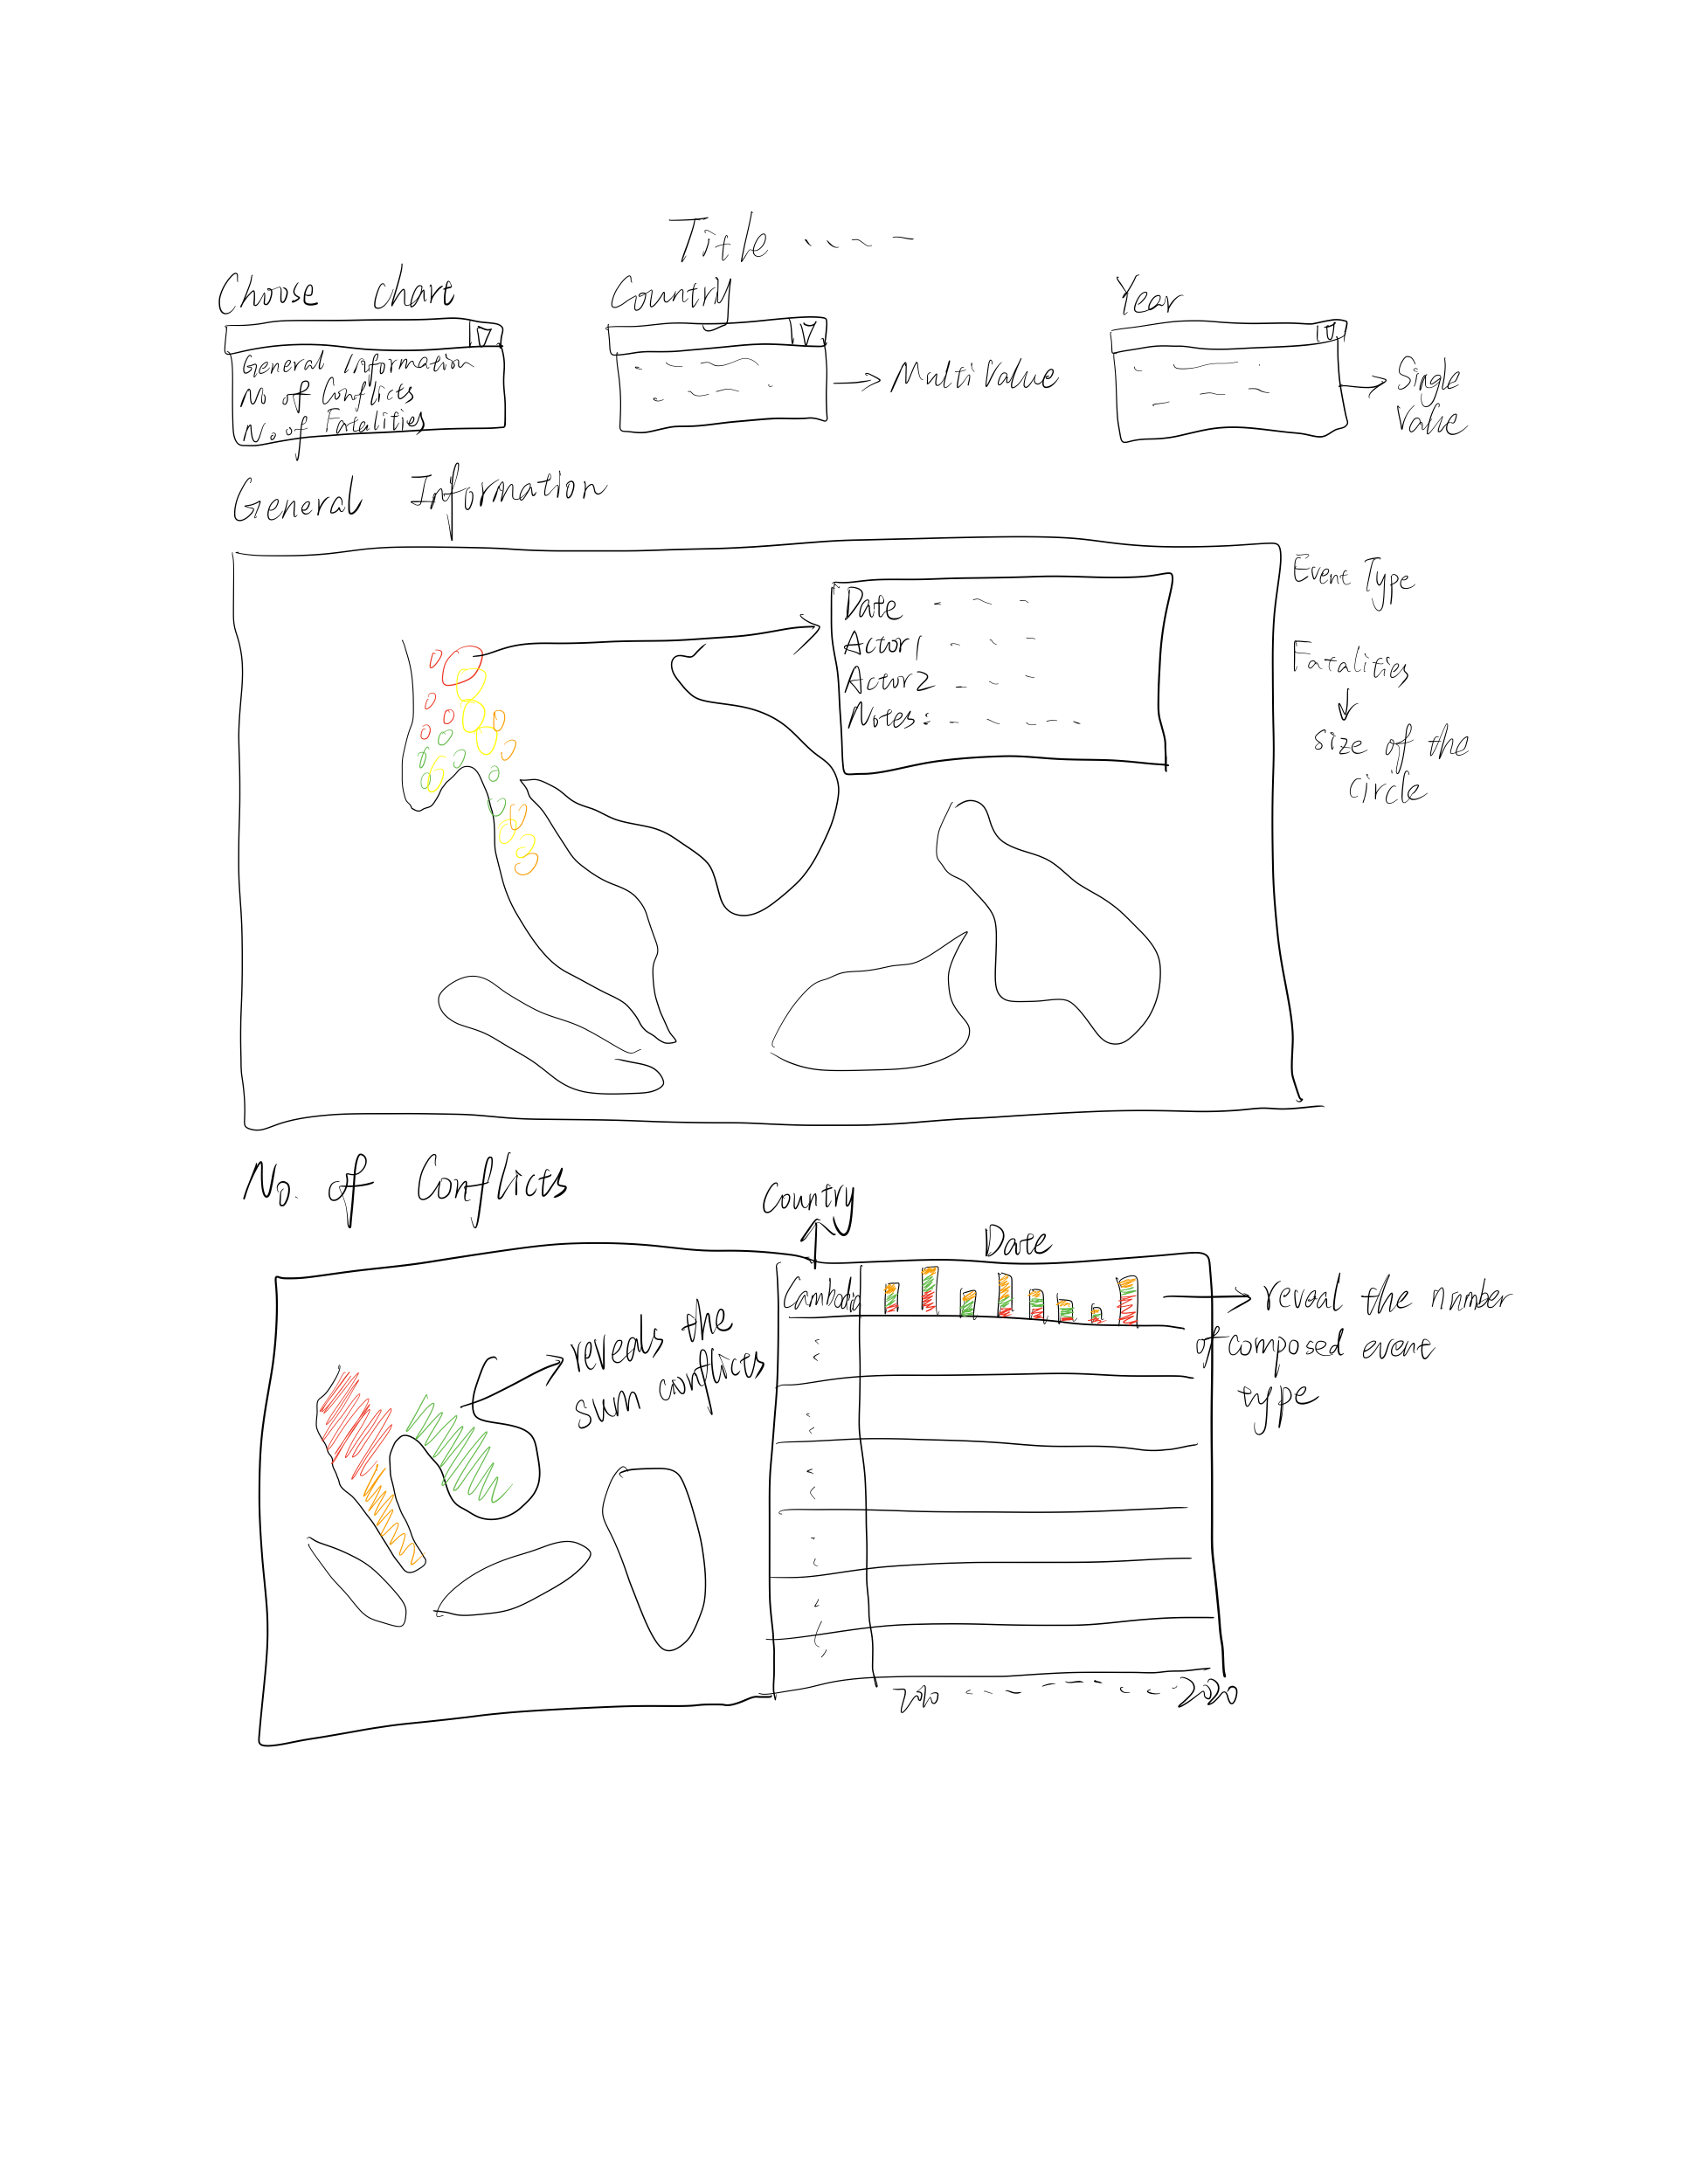 Title
Choose chart
Country
Year
General Information
No of Conflicts
No. of Fatalities
Multi Value
Single
Value
General Information
Date
Actor1
Actor2
Notes:
Event Type
Fatalities
size of the
circle
No. of Conflicts
Country
Date
Cambodia
reveals the
sum conflicts
reveal the number
of composed event
type
2010
2020